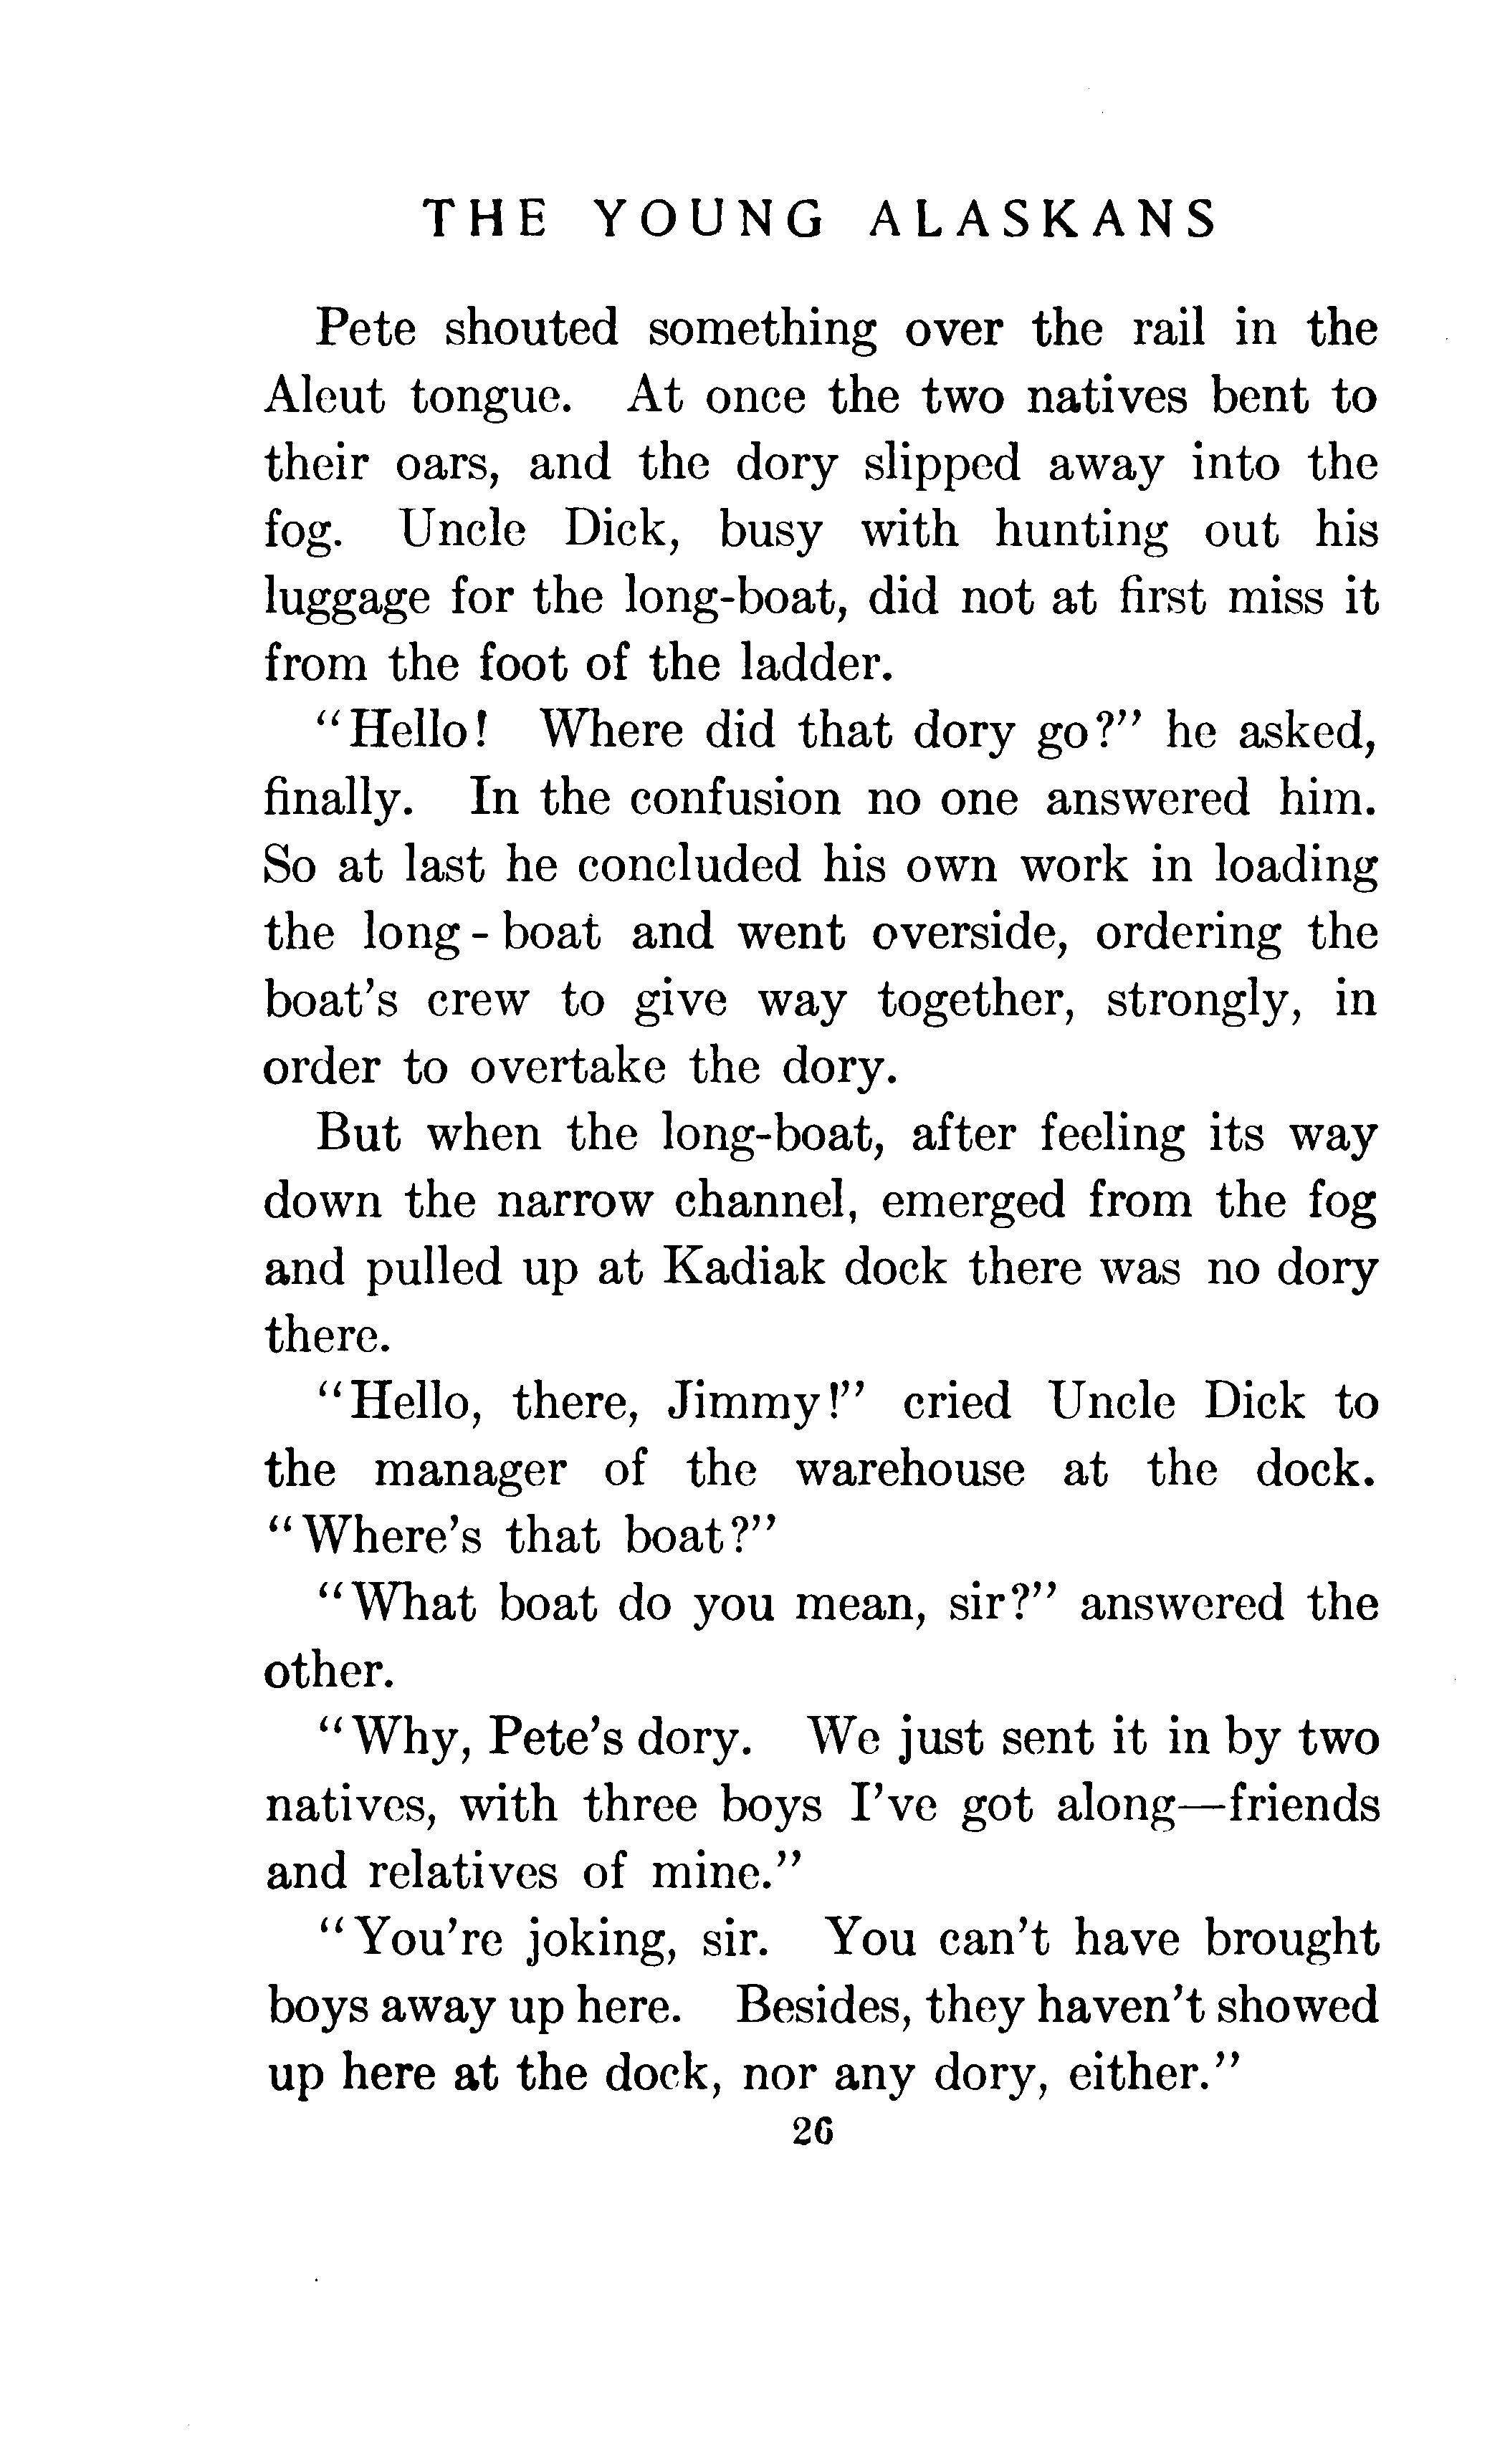 THE YOUNG ALASKANS
Pete shouted something over the rail in the
Aleut tongue. At once the two natives bent to
their oars, and the dory slipped away into the
fog. Uncle Dick, busy with hunting out his
luggage for the long-boat, did not at first miss it
from the foot of the ladder.
"Hello! Where did that dory go?" he asked,
finally. In the confusion no one answered him.
So at last he concluded his own work in loading
the long-boat and went overside, ordering the
boat's crew to give way together, strongly, in
order to overtake the dory.
But when the long-boat, after feeling its way
down the narrow channel, emerged from the fog
and pulled up at Kadiak dock there was no dory
there.
"Hello, there, Jimmy!" cried Uncle Dick to
the manager of the warehouse at the dock.
"Where's that boat?"
"What boat do you mean, sir?" answered the
other.
"Why, Pete's dory. We just sent it in by two
natives, with three boys I've got along—friends
and relatives of mine."
"You're joking, sir. You can't have brought
boys away up here. Besides, they haven't showed
up here at the dock, nor any dory, either."
26